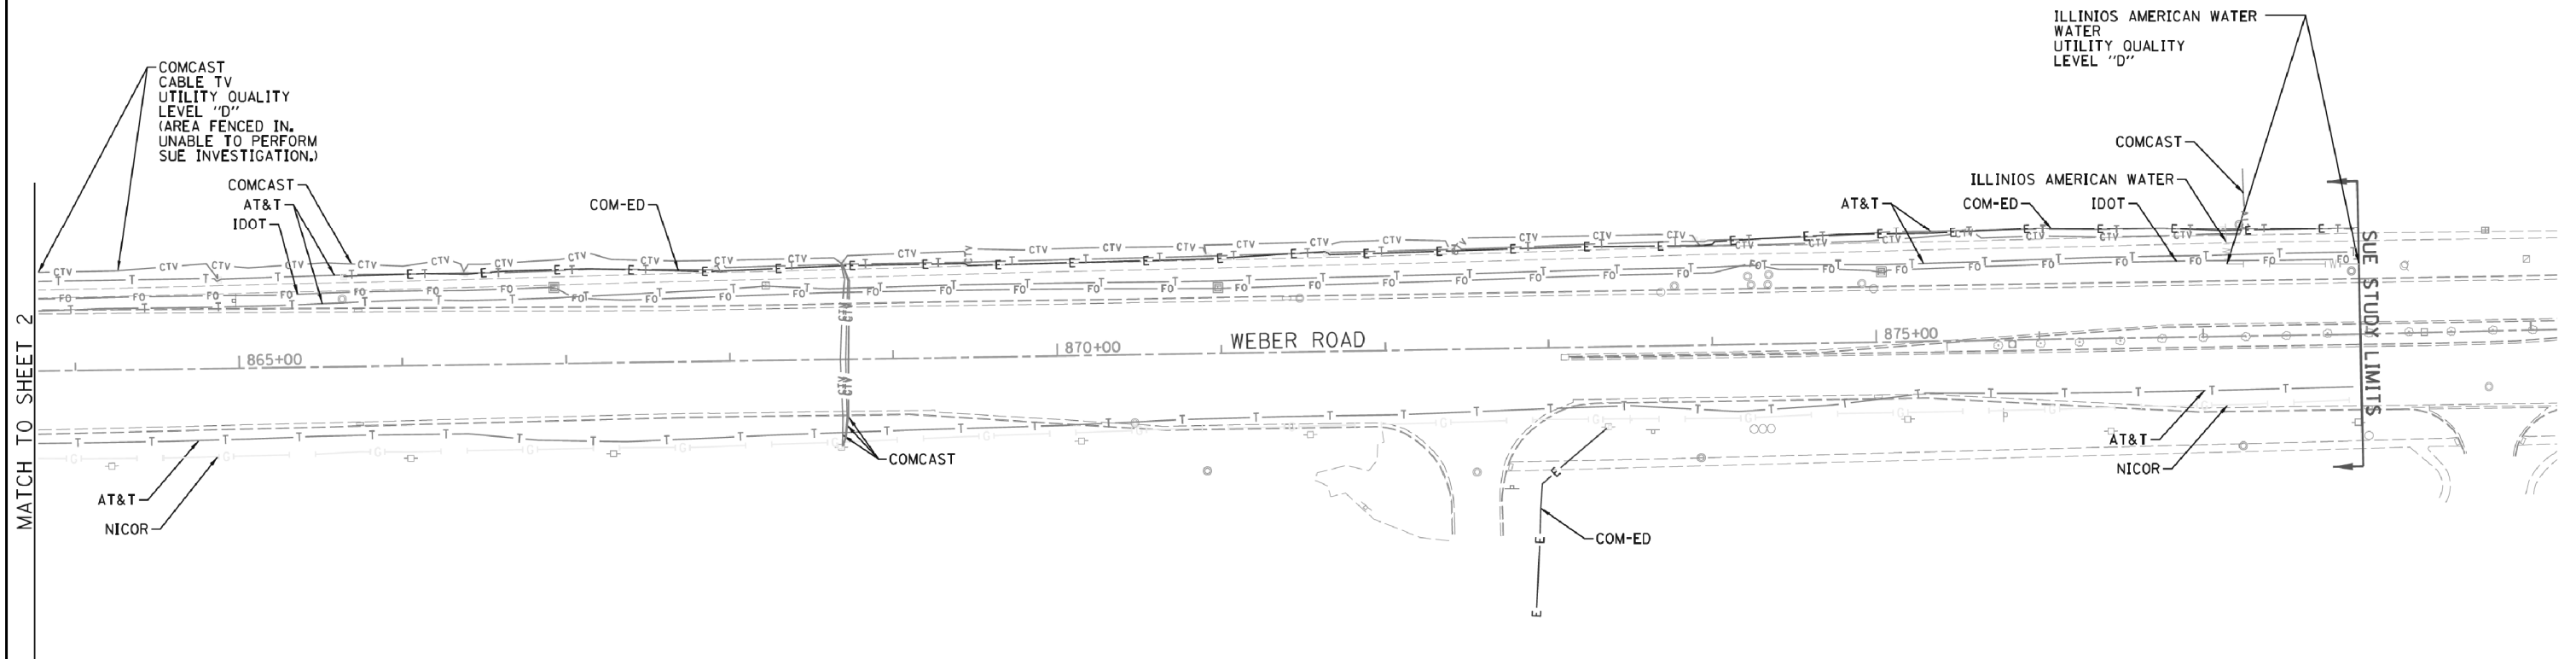 ILLINIOS AMERICAN WATER
WATER
UTILITY QUALITY
LEVEL "D"
COMCAST
CABLE TV
UTILITY QUALITY
LEVEL "D"
(AREA FENCED IN.
UNABLE TO PERFORM
SUE INVESTIGATION.)
COMCAST
AT&T
IDOT
COM-ED
COMCAST
ILLINIOS AMERICAN WATER
AT&T
COM-ED
IDOT
MATCH TO SHEET 2
865+00
870+00
WEBER ROAD
875+00
SUE STUDY LIMITS
COMCAST
AT&T
NICOR
AT&T
NICOR
COM-ED